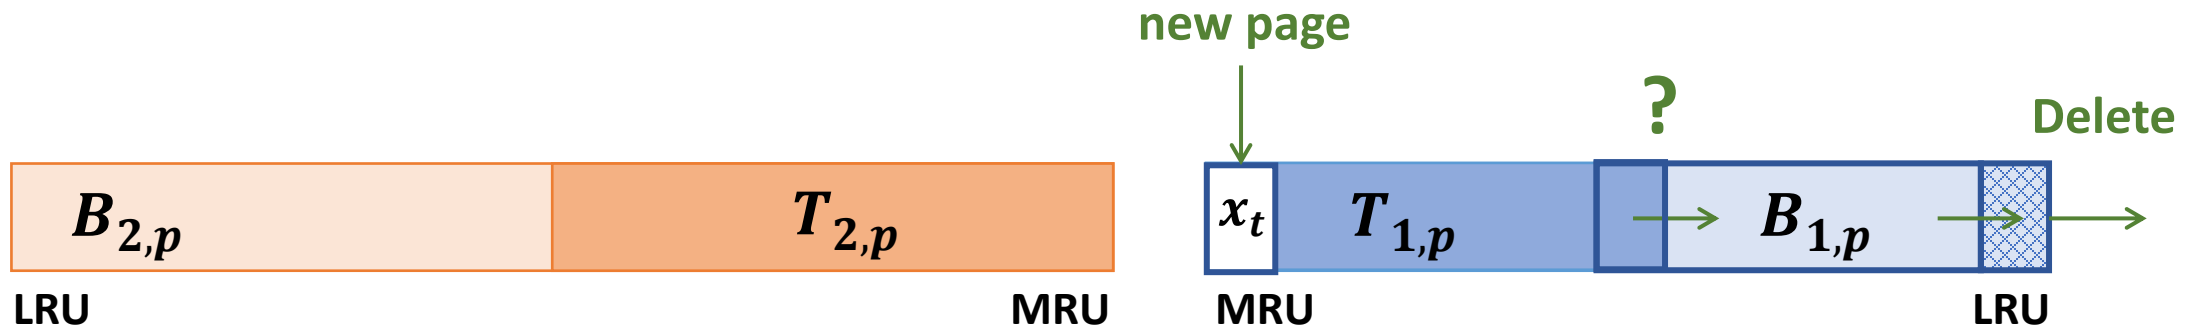 new page
?
Delete
B₂,ₚ
T₂,ₚ
xₜ
T₁,ₚ
B₁,ₚ
LRU
MRU
MRU
LRU